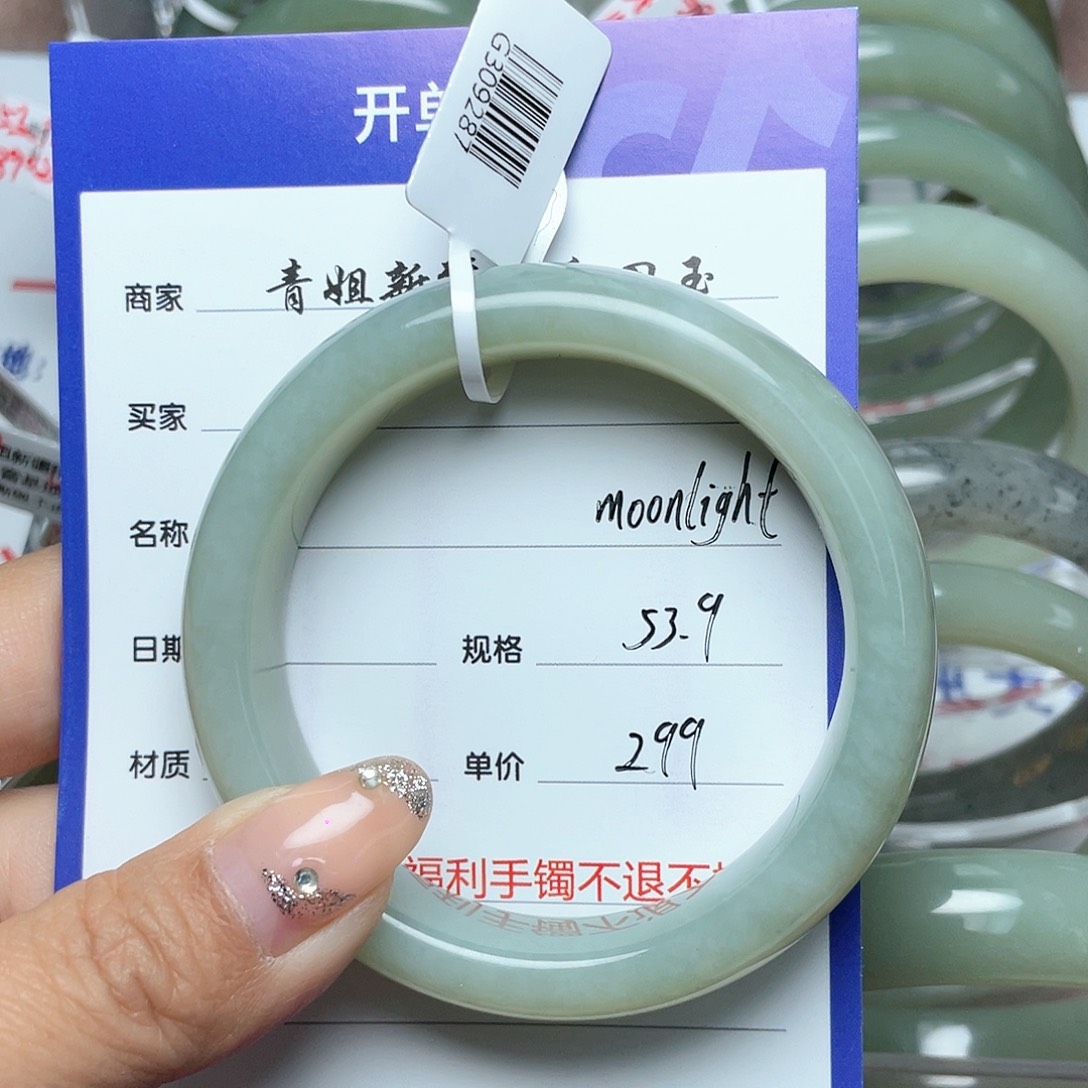 开单
G309287
商家 青姐新 玉
买家
名称 moonlight
日期 规格 53.9
材质 单价 299
福利手镯不退不